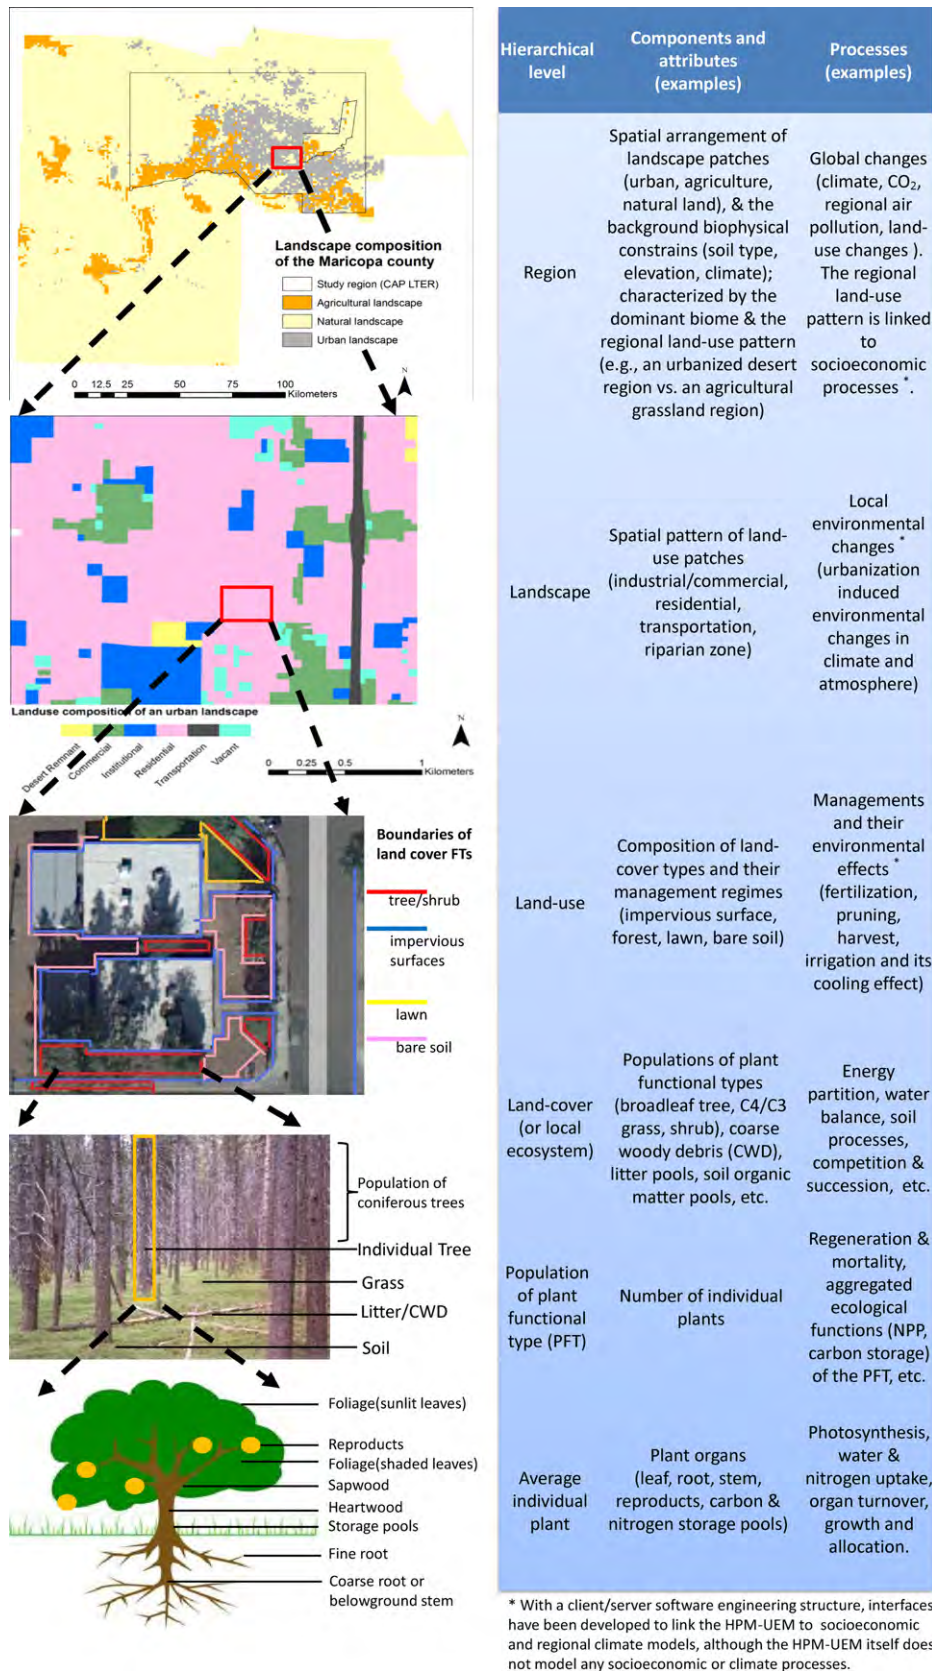 Landscape composition
of the Maricopa county
Study region (CAP LTER)
Agricultural landscape
Natural landscape
Urban landscape
0 12.5 25 50 75 100
Kilometers
N
Landuse composition of an urban landscape
Desert Remnant
Commercial
Institutional
Residential
Transportation
Vacant
N
0 0.25 0.5 1
Kilometers
Boundaries of
land cover FTs
tree/shrub
impervious
surfaces
lawn
bare soil
Population of
coniferous trees
Individual Tree
Grass
Litter/CWD
Soil
Foliage(sunlit leaves)
Reproducts
Foliage(shaded leaves)
Sapwood
Heartwood
Storage pools
Fine root
Coarse root or
belowground stem
Hierarchical
level
Components and
attributes
(examples)
Processes
(examples)
Region
Spatial arrangement of
landscape patches
(urban, agriculture,
natural land), & the
background biophysical
constrains (soil type,
elevation, climate);
characterized by the
dominant biome & the
regional land-use pattern
(e.g., an urbanized desert
region vs. an agricultural
grassland region)
Global changes
(climate, CO₂,
regional air
pollution, land-
use changes ).
The regional
land-use
pattern is linked
to
socioeconomic
processes *.
Landscape
Spatial pattern of land-
use patches
(industrial/commercial,
residential,
transportation,
riparian zone)
Local
environmental
changes *
(urbanization
induced
environmental
changes in
climate and
atmosphere)
Land-use
Composition of land-
cover types and their
management regimes
(impervious surface,
forest, lawn, bare soil)
Managements
and their
environmental
effects *
(fertilization,
pruning,
harvest,
irrigation and its
cooling effect)
Land-cover
(or local
ecosystem)
Populations of plant
functional types
(broadleaf tree, C4/C3
grass, shrub), coarse
woody debris (CWD),
litter pools, soil organic
matter pools, etc.
Energy
partition, water
balance, soil
processes,
competition &
succession, etc.
Population
of plant
functional
type (PFT)
Number of individual
plants
Regeneration &
mortality,
aggregated
ecological
functions (NPP,
carbon storage)
of the PFT, etc.
Average
individual
plant
Plant organs
(leaf, root, stem,
reproducts, carbon &
nitrogen storage pools)
Photosynthesis,
water &
nitrogen uptake,
organ turnover,
growth and
allocation.
* With a client/server software engineering structure, interfaces
have been developed to link the HPM-UEM to socioeconomic
and regional climate models, although the HPM-UEM itself does
not model any socioeconomic or climate processes.